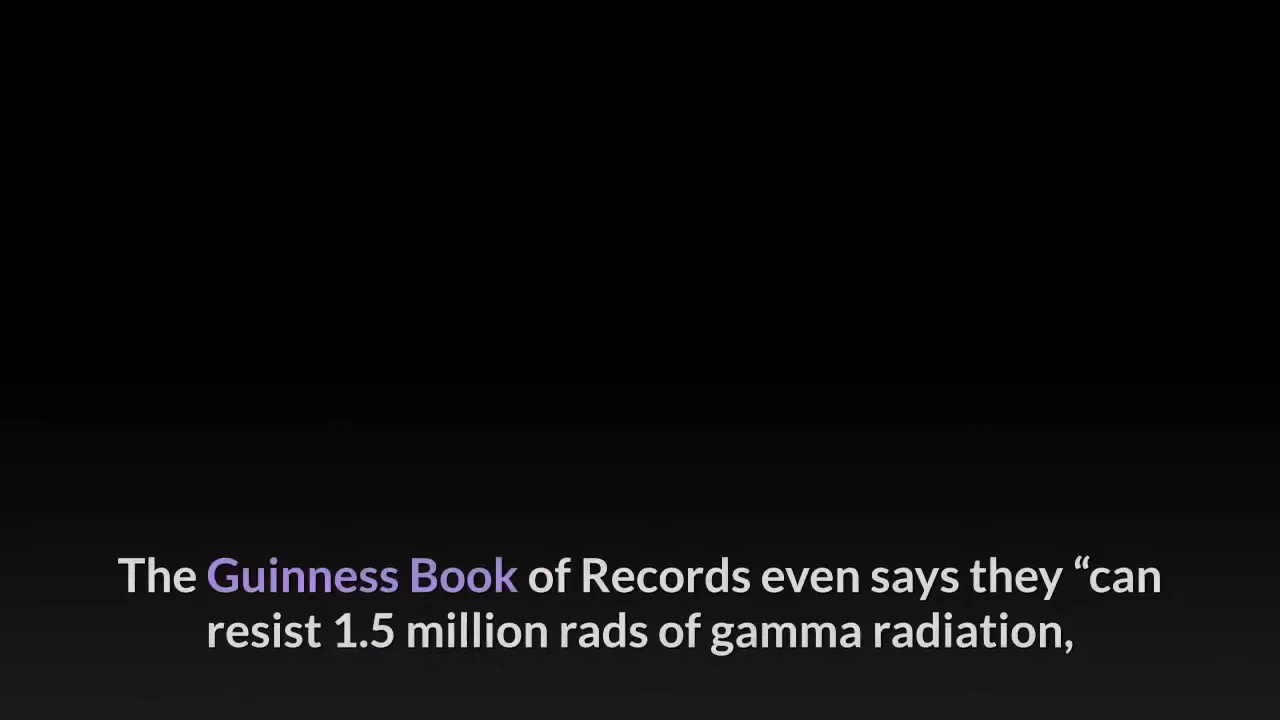 The Guinness Book of Records even says they “can
resist 1.5 million rads of gamma radiation,